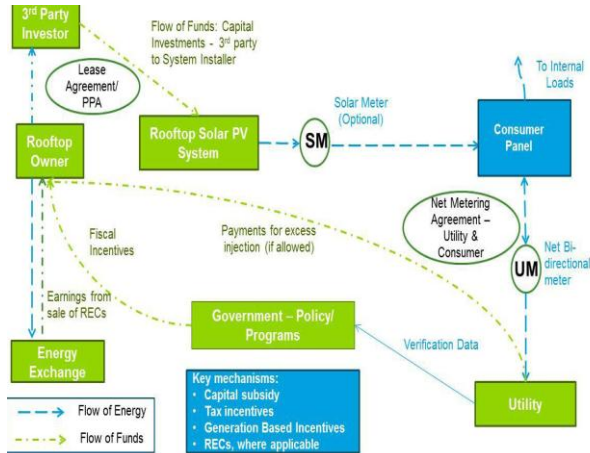 3rd Party
Investor
Flow of Funds: Capital
Investments - 3rd party
to System Installer
Lease
Agreement/
PPA
To Internal
Loads
Solar Meter
(Optional)
Rooftop
Owner
Rooftop Solar PV
System
SM
Consumer
Panel
Net Metering
Agreement –
Utility &
Consumer
Fiscal
Incentives
Payments for excess
injection (if allowed)
Net Bi-
directional
meter
UM
Earnings from
sale of RECs
Government – Policy/
Programs
Energy
Exchange
Verification Data
Key mechanisms:
• Capital subsidy
• Tax incentives
• Generation Based Incentives
• RECs, where applicable
Utility
Flow of Energy
Flow of Funds